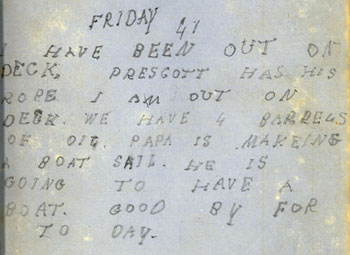 FRIDAY 41
I HAVE BEEN OUT ON
DECK, PRESCOTT HAS HIS
ROPE I AM OUT ON
DECK. WE HAVE 4 BARRELS
OF OIL. PAPA IS MAKEING
A BOAT SAIL. HE IS
GOING TO HAVE A
BOAT. GOOD BY FOR
TO DAY.